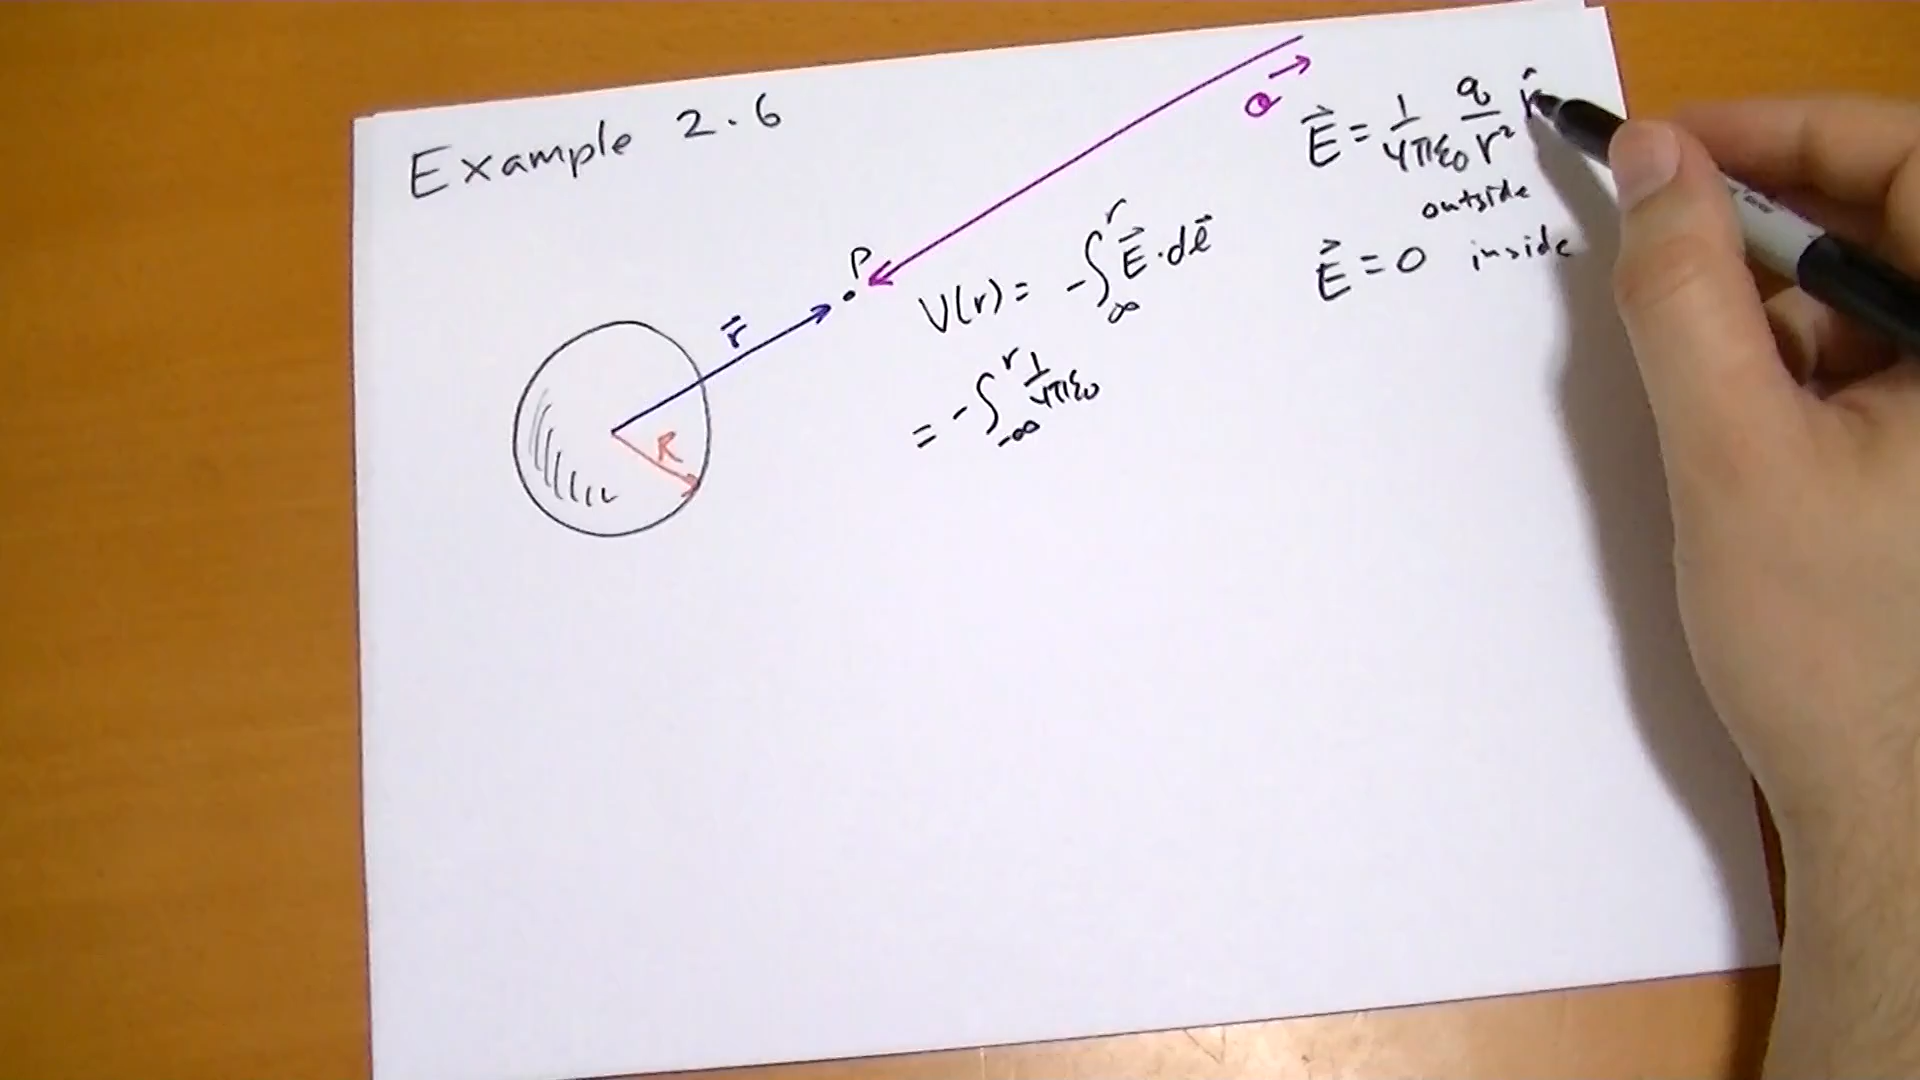 Example 2.6
O →
E⃗ = 1/4πε₀ q/r² r̂
outside
E⃗ = 0 inside
P
V(r) = -∫_∞^r E⃗ · dℓ⃗
r⃗
= -∫_-∞^r 1/4πε₀
R